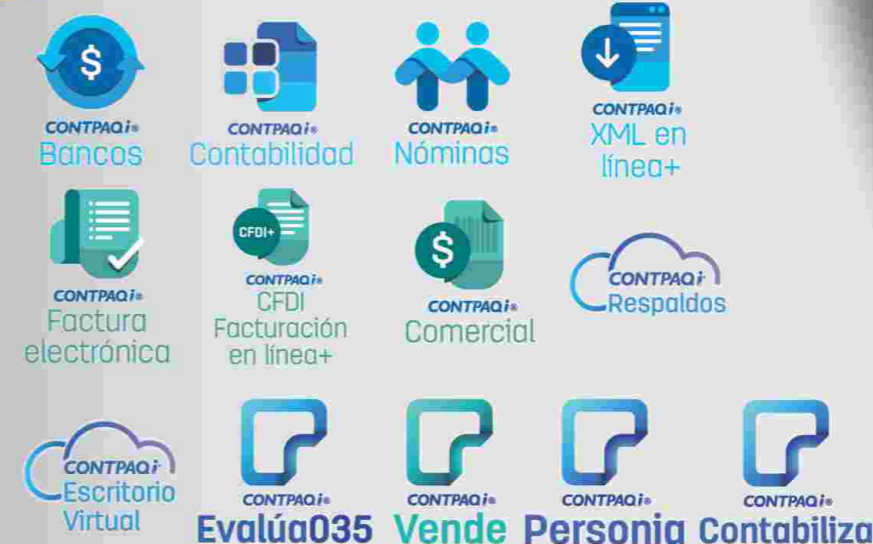 $
CONTPAQi®
Bancos
CONTPAQi®
Contabilidad
CONTPAQi®
Nóminas
CONTPAQi®
XML en
línea+
CONTPAQi®
Factura
electrónica
CFDI+
CONTPAQi®
CFDI
Facturación
en línea+
$
CONTPAQi®
Comercial
CONTPAQi
Respaldos
CONTPAQi
Escritorio
Virtual
CONTPAQi®
Evalúa035
CONTPAQi®
Vende
CONTPAQi®
Personia
CONTPAQi®
Contabiliza